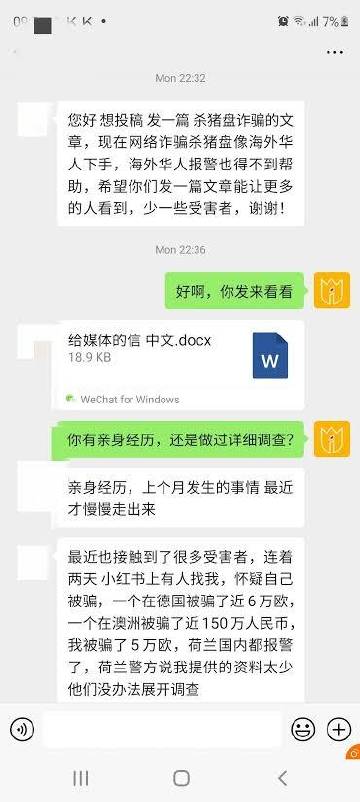 09
7%
Mon 22:32
您好 想投稿 发一篇 杀猪盘诈骗的文
章，现在网络诈骗杀猪盘像海外华
人下手，海外华人报警也得不到帮
助，希望你们发一篇文章能让更多
的人看到，少一些受害者，谢谢！
Mon 22:36
好啊，你发来看看
给媒体的信 中文.docx
18.9 KB
W
WeChat for Windows
你有亲身经历，还是做过详细调查？
亲身经历，上个月发生的事情 最近
才慢慢走出来
最近也接触到了很多受害者，连着
两天 小红书上有人找我，怀疑自己
被骗，一个在德国被骗了近 6 万欧，
一个在澳洲被骗了近 150 万人民币，
我被骗了 5 万欧，荷兰国内都报警
了，荷兰警方说我提供的资料太少
他们没办法展开调查